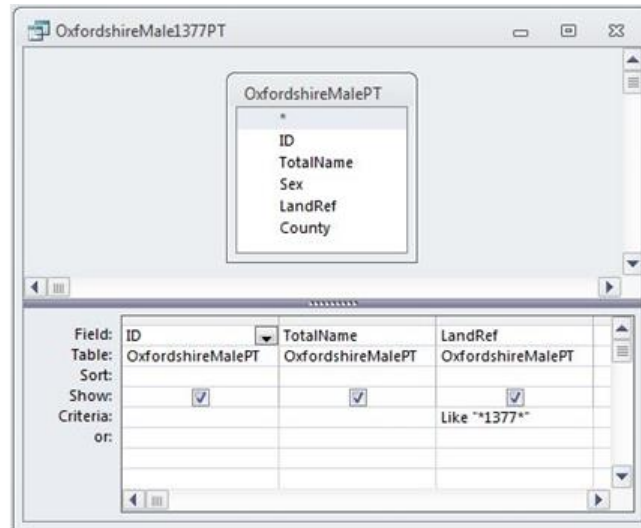 OxfordshireMale1377PT
OxfordshireMalePT
*
ID
TotalName
Sex
LandRef
County
Field: ID TotalName LandRef
Table: OxfordshireMalePT OxfordshireMalePT OxfordshireMalePT
Sort:
Show:
Criteria: Like "*1377*"
or: